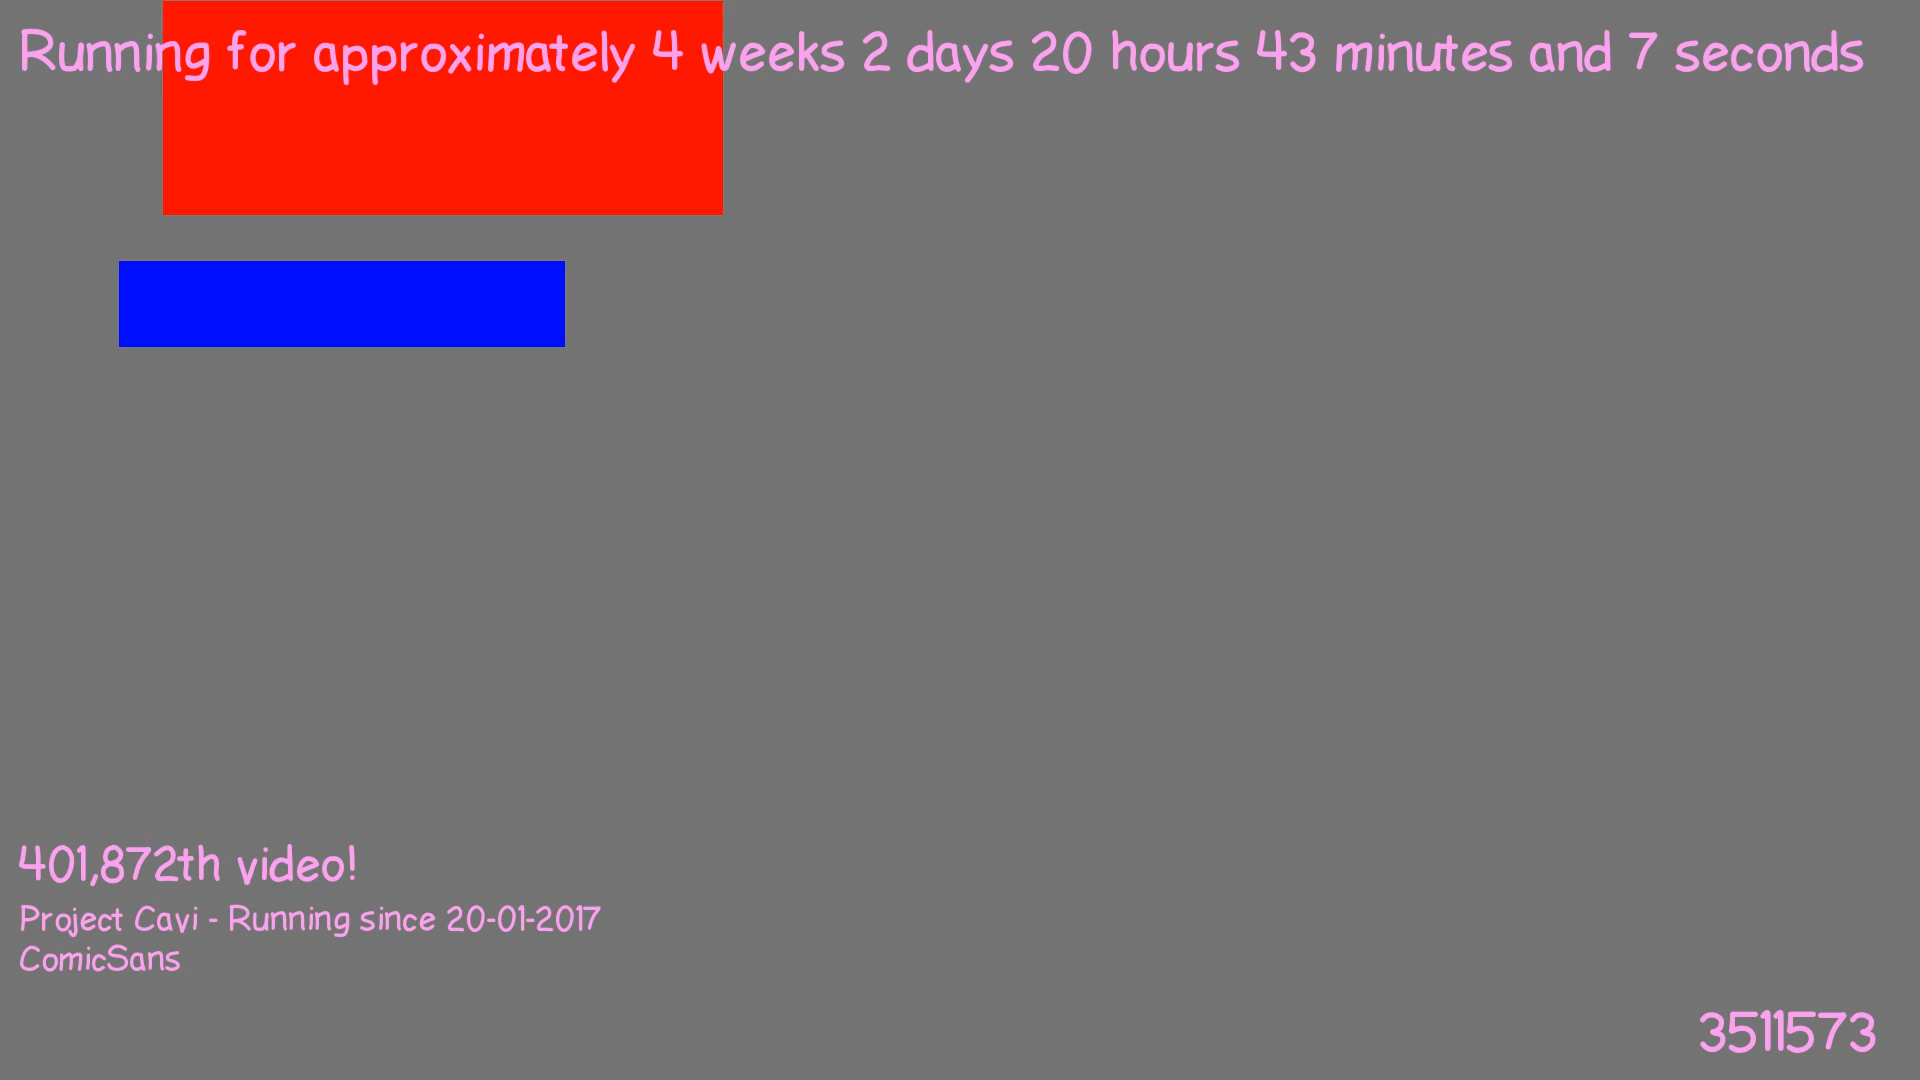 Running for approximately 4 weeks 2 days 20 hours 43 minutes and 7 seconds
401,872th video!
Project Cavi - Running since 20-01-2017
ComicSans
3511573